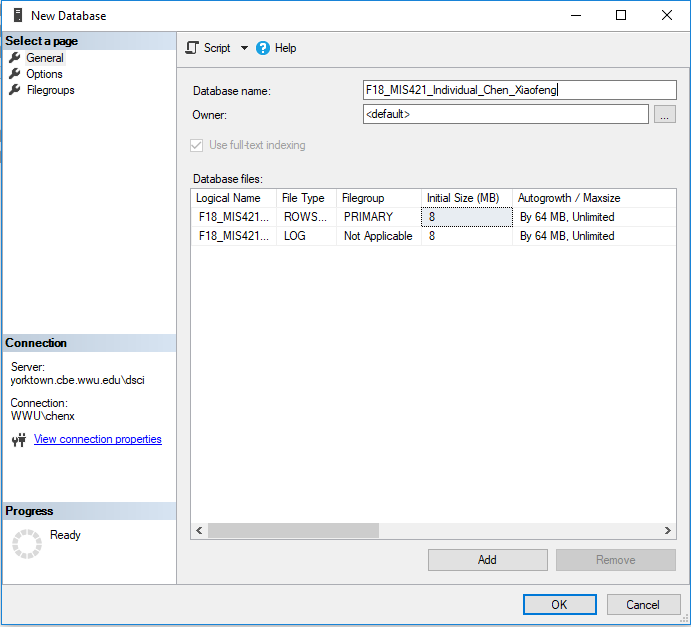 New Database
Select a page
General
Options
Filegroups
Script Help
Database name: F18_MIS421_Individual_Chen_Xiaofeng
Owner: <default> ...
Use full-text indexing
Database files:
Logical Name File Type Filegroup Initial Size (MB) Autogrowth / Maxsize
F18_MIS421... ROWS... PRIMARY 8 By 64 MB, Unlimited
F18_MIS421... LOG Not Applicable 8 By 64 MB, Unlimited
Connection
Server:
yorktown.cbe.wwu.edu\dsci
Connection:
WWU\chenx
View connection properties
Progress
Ready
Add Remove
OK Cancel